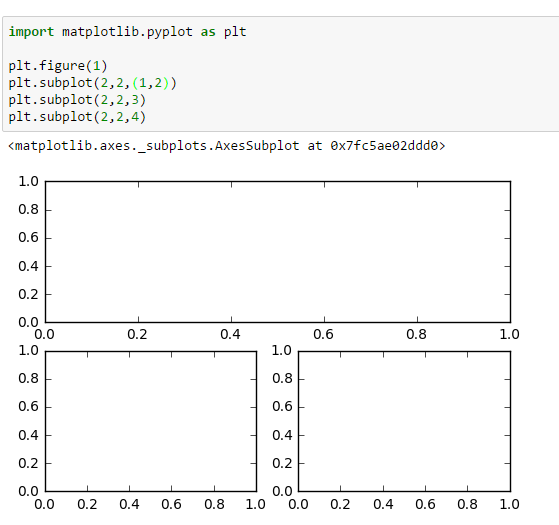 import matplotlib.pyplot as plt
plt.figure(1)
plt.subplot(2,2,(1,2))
plt.subplot(2,2,3)
plt.subplot(2,2,4)
<matplotlib.axes._subplots.AxesSubplot at 0x7fc5ae02ddd0>
1.0
0.8
0.6
0.4
0.2
0.0
0.0 0.2 0.4 0.6 0.8 1.0
1.0
0.8
0.6
0.4
0.2
0.0
0.0 0.2 0.4 0.6 0.8 1.0
1.0
0.8
0.6
0.4
0.2
0.0
0.0 0.2 0.4 0.6 0.8 1.0